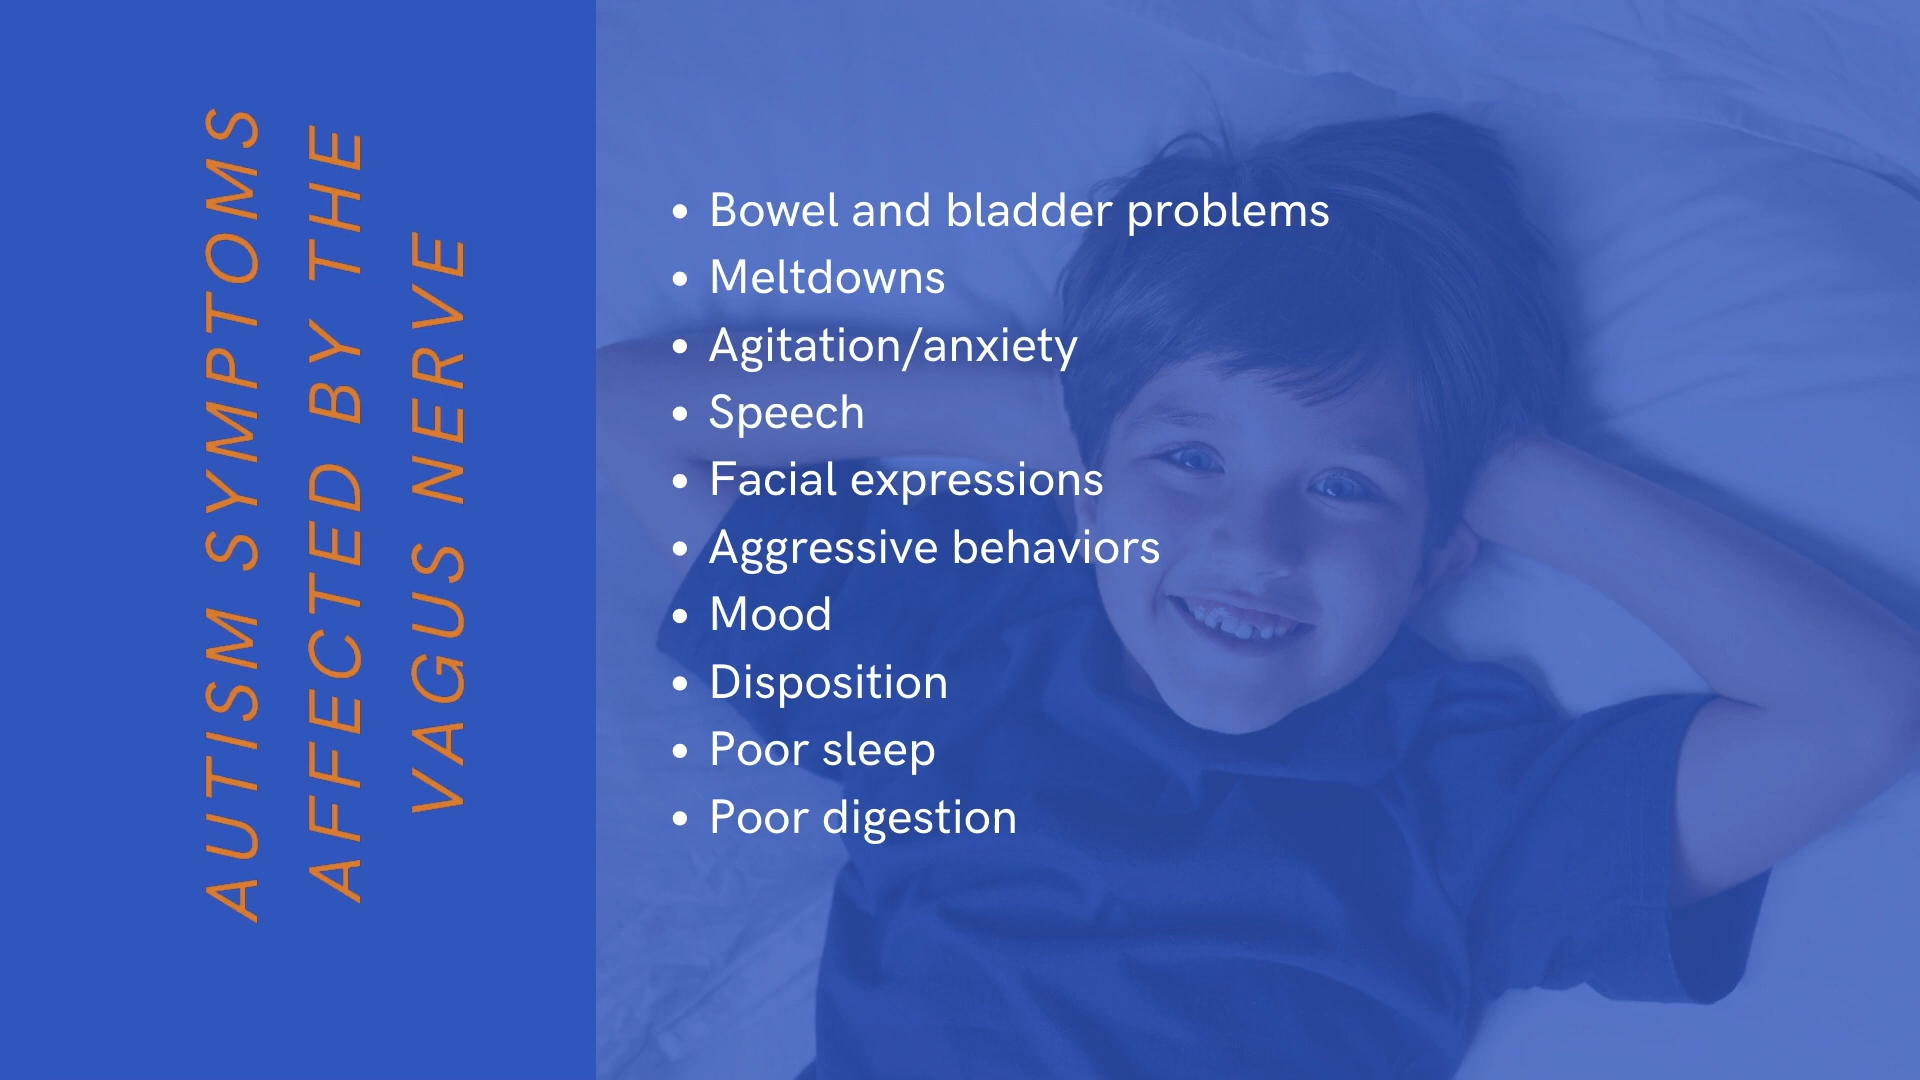 AUTISM SYMPTOMS
AFFECTED BY THE
VAGUS NERVE
• Bowel and bladder problems
• Meltdowns
• Agitation/anxiety
• Speech
• Facial expressions
• Aggressive behaviors
• Mood
• Disposition
• Poor sleep
• Poor digestion